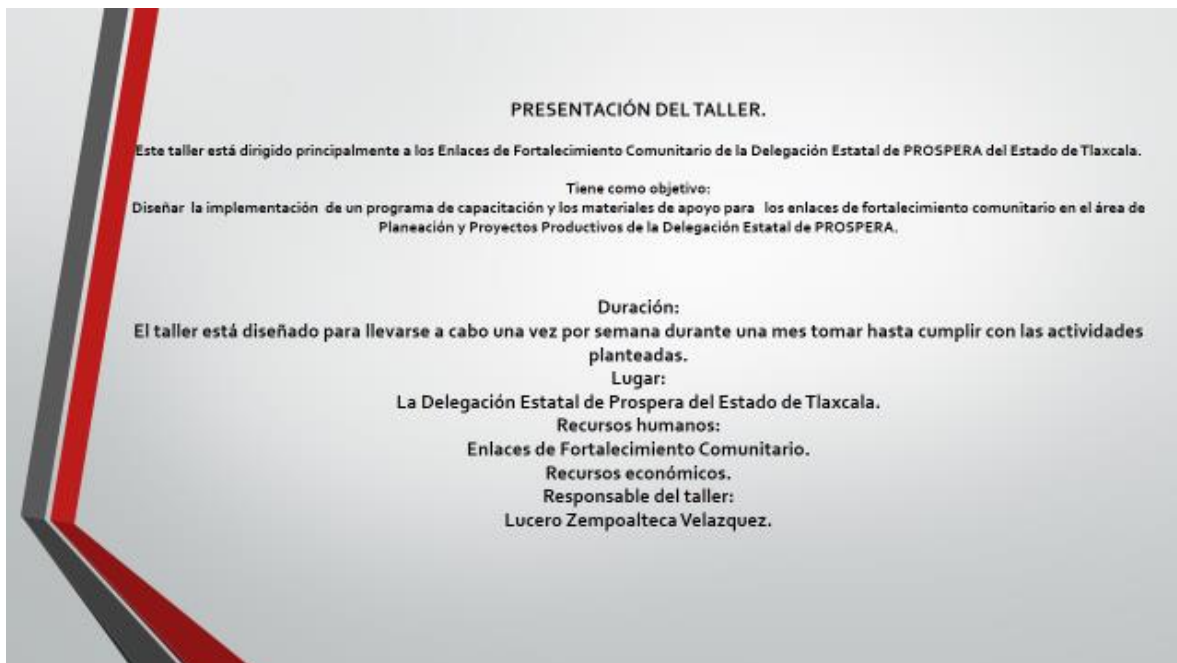 PRESENTACIÓN DEL TALLER.
Este taller está dirigido principalmente a los Enlaces de Fortalecimiento Comunitario de la Delegación Estatal de PROSPERA del Estado de Tlaxcala.
Tiene como objetivo:
Diseñar la implementación de un programa de capacitación y los materiales de apoyo para los enlaces de fortalecimiento comunitario en el área de
Planeación y Proyectos Productivos de la Delegación Estatal de PROSPERA.
Duración:
El taller está diseñado para llevarse a cabo una vez por semana durante una mes tomar hasta cumplir con las actividades
planteadas.
Lugar:
La Delegación Estatal de Prospera del Estado de Tlaxcala.
Recursos humanos:
Enlaces de Fortalecimiento Comunitario.
Recursos económicos.
Responsable del taller:
Lucero Zempoalteca Velazquez.